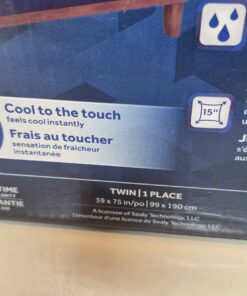 Cool to the touch
feels cool instantly
Frais au toucher
sensation de fraicheur
instantanée
15"
TWIN | 1 PLACE
39 x 75 in/po | 99 x 190 cm
A licensee of Sealy Technology, LLC
Détenteur d'une licence de Sealy Technology, LLC